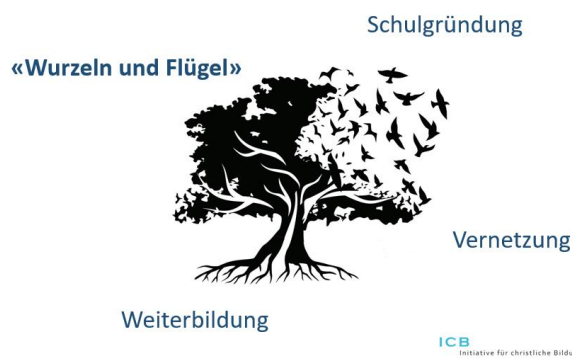 Schulgründung
«Wurzeln und Flügel»
Vernetzung
Weiterbildung
ICB
Initiative für christliche Bildu